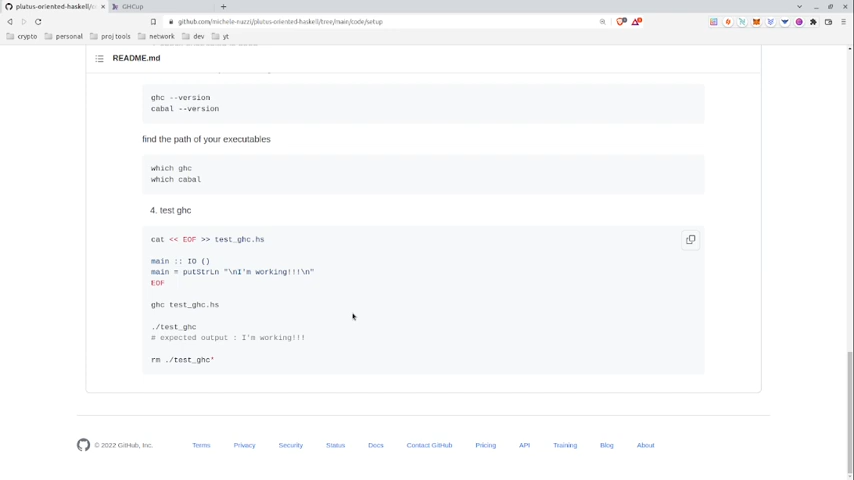 plutus-oriented-haskell/c
GHCup
github.com/michele-nuzzi/plutus-oriented-haskell/tree/main/code/setup
crypto
personal
proj tools
network
dev
yt
README.md
ghc --version
cabal --version
find the path of your executables
which ghc
which cabal
4. test ghc
cat << EOF >> test_ghc.hs
main :: IO ()
main = putStrLn "\nI'm working!!!\n"
EOF
ghc test_ghc.hs
./test_ghc
# expected output : I'm working!!!
rm ./test_ghc*
© 2022 GitHub, Inc.
Terms
Privacy
Security
Status
Docs
Contact GitHub
Pricing
API
Training
Blog
About